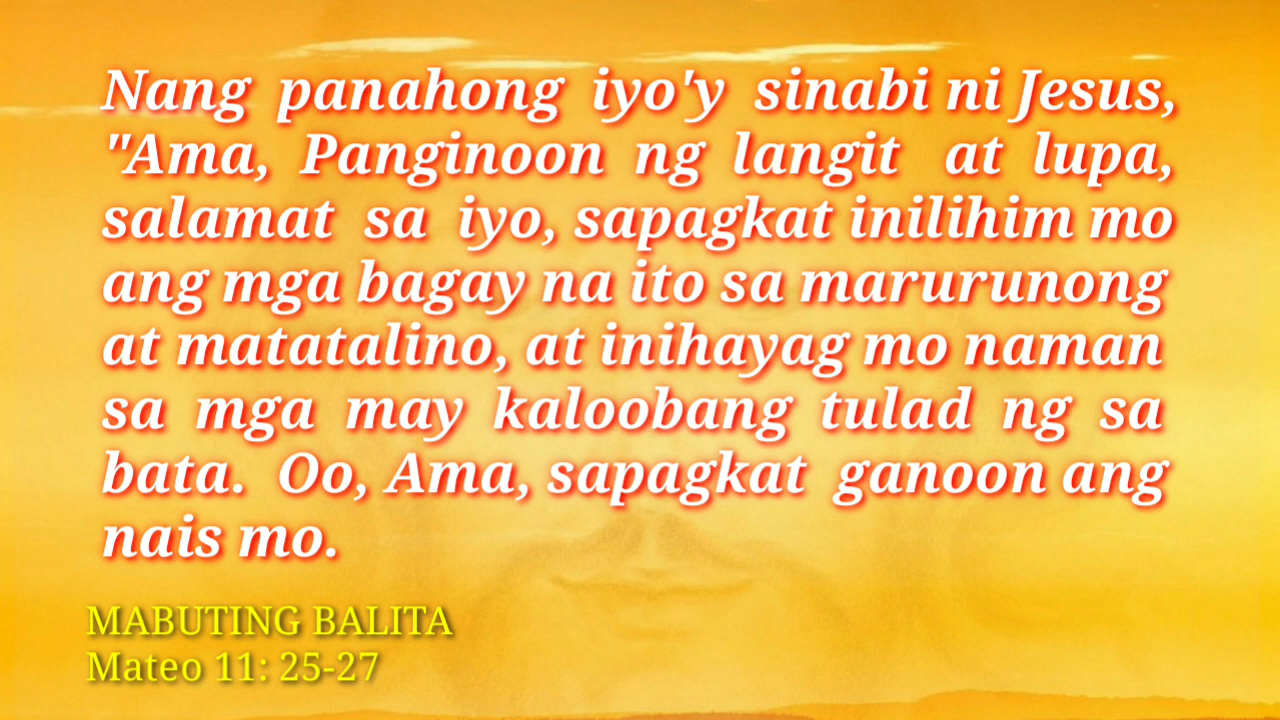 Nang panahong iyo'y sinabi ni Jesus,
"Ama, Panginoon ng langit at lupa,
salamat sa iyo, sapagkat inilihim mo
ang mga bagay na ito sa marurunong
at matatalino, at inihayag mo naman
sa mga may kaloobang tulad ng sa
bata. Oo, Ama, sapagkat ganoon ang
nais mo.
MABUTING BALITA
Mateo 11: 25-27